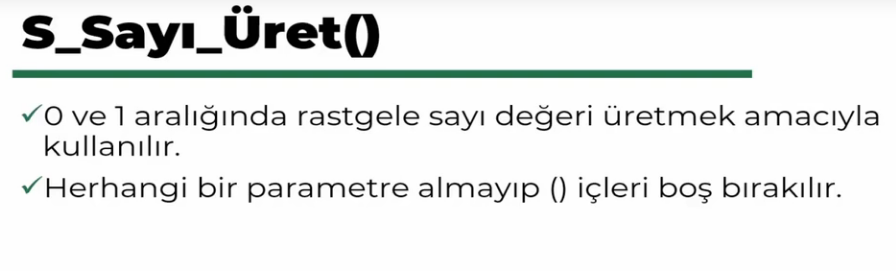 S_Sayı_Üret()
✓0 ve 1 aralığında rastgele sayı değeri üretmek amacıyla
kullanılır.
✓Herhangi bir parametre almayıp () içleri boş bırakılır.